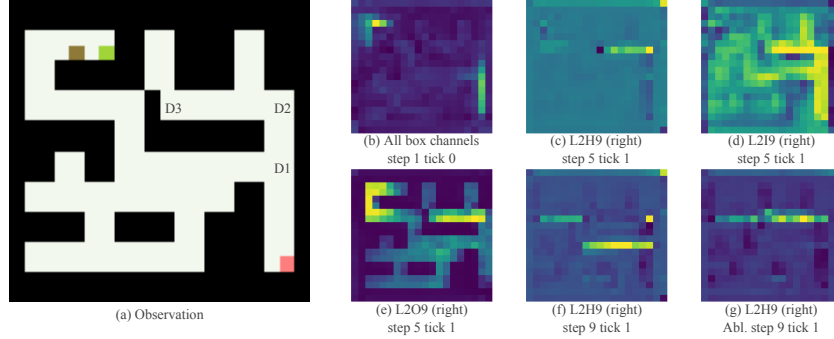 D3
D2
D1
(a) Observation
(b) All box channels
step 1 tick 0
(c) L2H9 (right)
step 5 tick 1
(d) L2I9 (right)
step 5 tick 1
(e) L2O9 (right)
step 5 tick 1
(f) L2H9 (right)
step 9 tick 1
(g) L2H9 (right)
Abl. step 9 tick 1